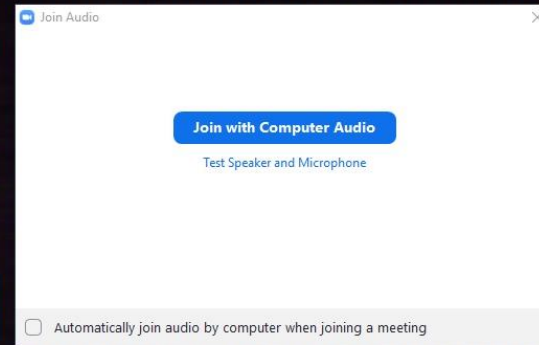 Join Audio
Join with Computer Audio
Test Speaker and Microphone
Automatically join audio by computer when joining a meeting